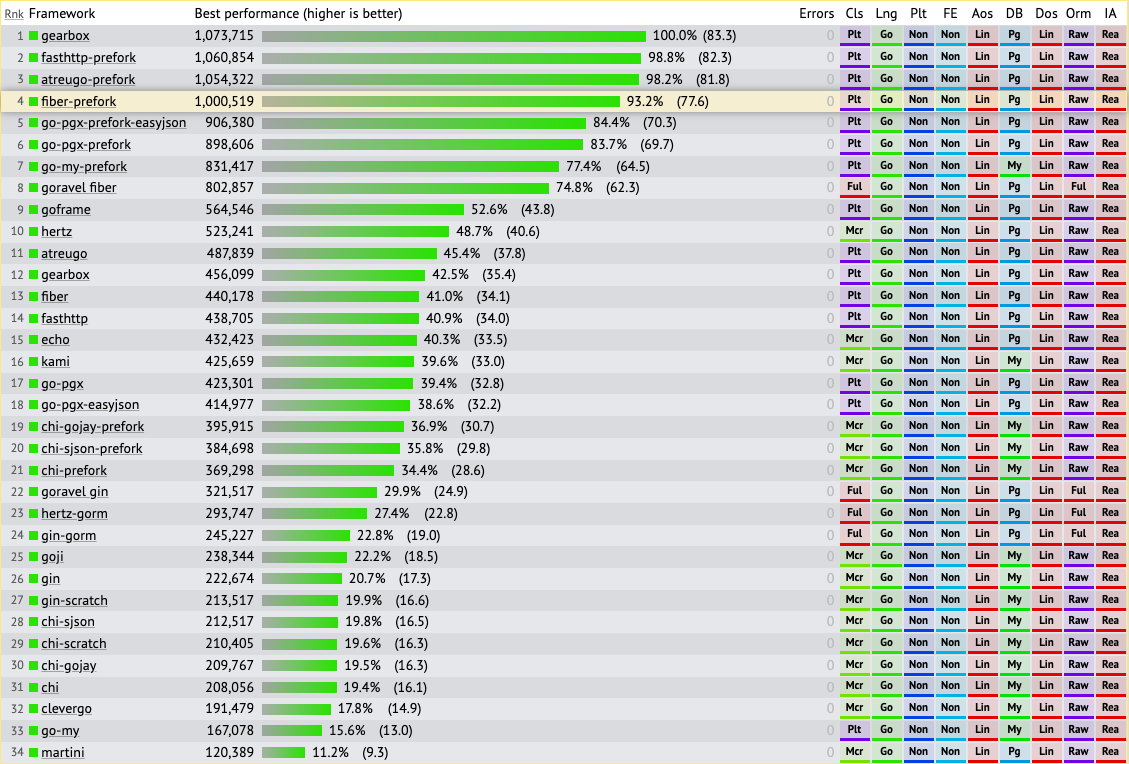 Rnk Framework Best performance (higher is better) Errors Cls Lng Plt FE Aos DB Dos Orm IA
1 gearbox 1,073,715 100.0% (83.3) 0 Plt Go Non Non Lin Pg Lin Raw Rea
2 fasthttp-prefork 1,060,854 98.8% (82.3) 0 Plt Go Non Non Lin Pg Lin Raw Rea
3 atreugo-prefork 1,054,322 98.2% (81.8) 0 Plt Go Non Non Lin Pg Lin Raw Rea
4 fiber-prefork 1,000,519 93.2% (77.6) 0 Plt Go Non Non Lin Pg Lin Raw Rea
5 go-pgx-prefork-easyjson 906,380 84.4% (70.3) 0 Plt Go Non Non Lin Pg Lin Raw Rea
6 go-pgx-prefork 898,606 83.7% (69.7) 0 Plt Go Non Non Lin Pg Lin Raw Rea
7 go-my-prefork 831,417 77.4% (64.5) 0 Plt Go Non Non Lin My Lin Raw Rea
8 goravel fiber 802,857 74.8% (62.3) 0 Ful Go Non Non Lin Pg Lin Ful Rea
9 goframe 564,546 52.6% (43.8) 0 Plt Go Non Non Lin Pg Lin Raw Rea
10 hertz 523,241 48.7% (40.6) 0 Mcr Go Non Non Lin Pg Lin Raw Rea
11 atreugo 487,839 45.4% (37.8) 0 Plt Go Non Non Lin Pg Lin Raw Rea
12 gearbox 456,099 42.5% (35.4) 0 Plt Go Non Non Lin Pg Lin Raw Rea
13 fiber 440,178 41.0% (34.1) 0 Plt Go Non Non Lin Pg Lin Raw Rea
14 fasthttp 438,705 40.9% (34.0) 0 Plt Go Non Non Lin Pg Lin Raw Rea
15 echo 432,423 40.3% (33.5) 0 Mcr Go Non Non Lin Pg Lin Raw Rea
16 kami 425,659 39.6% (33.0) 0 Mcr Go Non Non Lin My Lin Raw Rea
17 go-pgx 423,301 39.4% (32.8) 0 Plt Go Non Non Lin Pg Lin Raw Rea
18 go-pgx-easyjson 414,977 38.6% (32.2) 0 Plt Go Non Non Lin Pg Lin Raw Rea
19 chi-gojay-prefork 395,915 36.9% (30.7) 0 Mcr Go Non Non Lin My Lin Raw Rea
20 chi-sjson-prefork 384,698 35.8% (29.8) 0 Mcr Go Non Non Lin My Lin Raw Rea
21 chi-prefork 369,298 34.4% (28.6) 0 Mcr Go Non Non Lin My Lin Raw Rea
22 goravel gin 321,517 29.9% (24.9) 0 Ful Go Non Non Lin Pg Lin Ful Rea
23 hertz-gorm 293,747 27.4% (22.8) 0 Ful Go Non Non Lin Pg Lin Ful Rea
24 gin-gorm 245,227 22.8% (19.0) 0 Ful Go Non Non Lin Pg Lin Ful Rea
25 goji 238,344 22.2% (18.5) 0 Mcr Go Non Non Lin My Lin Raw Rea
26 gin 222,674 20.7% (17.3) 0 Mcr Go Non Non Lin My Lin Raw Rea
27 gin-scratch 213,517 19.9% (16.6) 0 Mcr Go Non Non Lin My Lin Raw Rea
28 chi-sjson 212,517 19.8% (16.5) 0 Mcr Go Non Non Lin My Lin Raw Rea
29 chi-scratch 210,405 19.6% (16.3) 0 Mcr Go Non Non Lin My Lin Raw Rea
30 chi-gojay 209,767 19.5% (16.3) 0 Mcr Go Non Non Lin My Lin Raw Rea
31 chi 208,056 19.4% (16.1) 0 Mcr Go Non Non Lin My Lin Raw Rea
32 clevergo 191,479 17.8% (14.9) 0 Mcr Go Non Non Lin My Lin Raw Rea
33 go-my 167,078 15.6% (13.0) 0 Plt Go Non Non Lin My Lin Raw Rea
34 martini 120,389 11.2% (9.3) 0 Mcr Go Non Non Lin Pg Lin Raw Rea